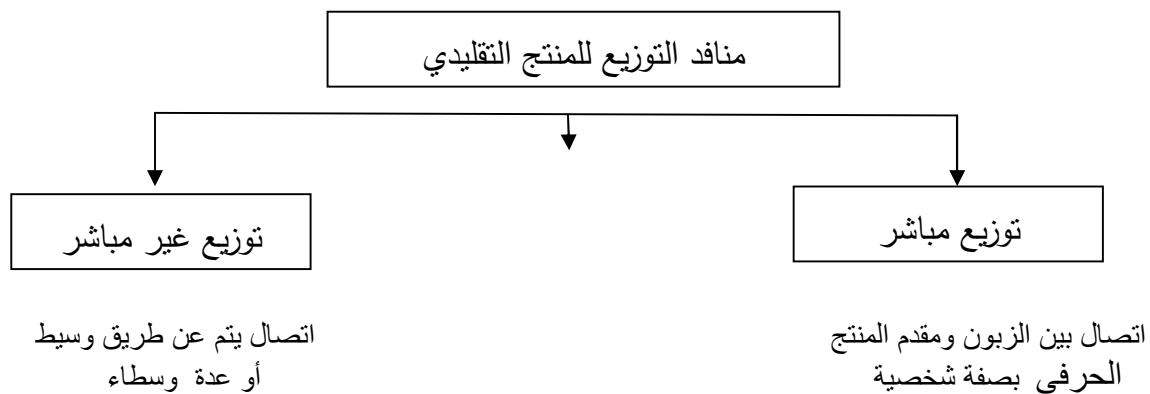 منافد التوزيع للمنتج التقليدي
توزيع مباشر
توزيع غير مباشر
اتصال بين الزبون ومقدم المنتج
الحرفي بصفة شخصية
اتصال يتم عن طريق وسيط
أو عدة وسطاء